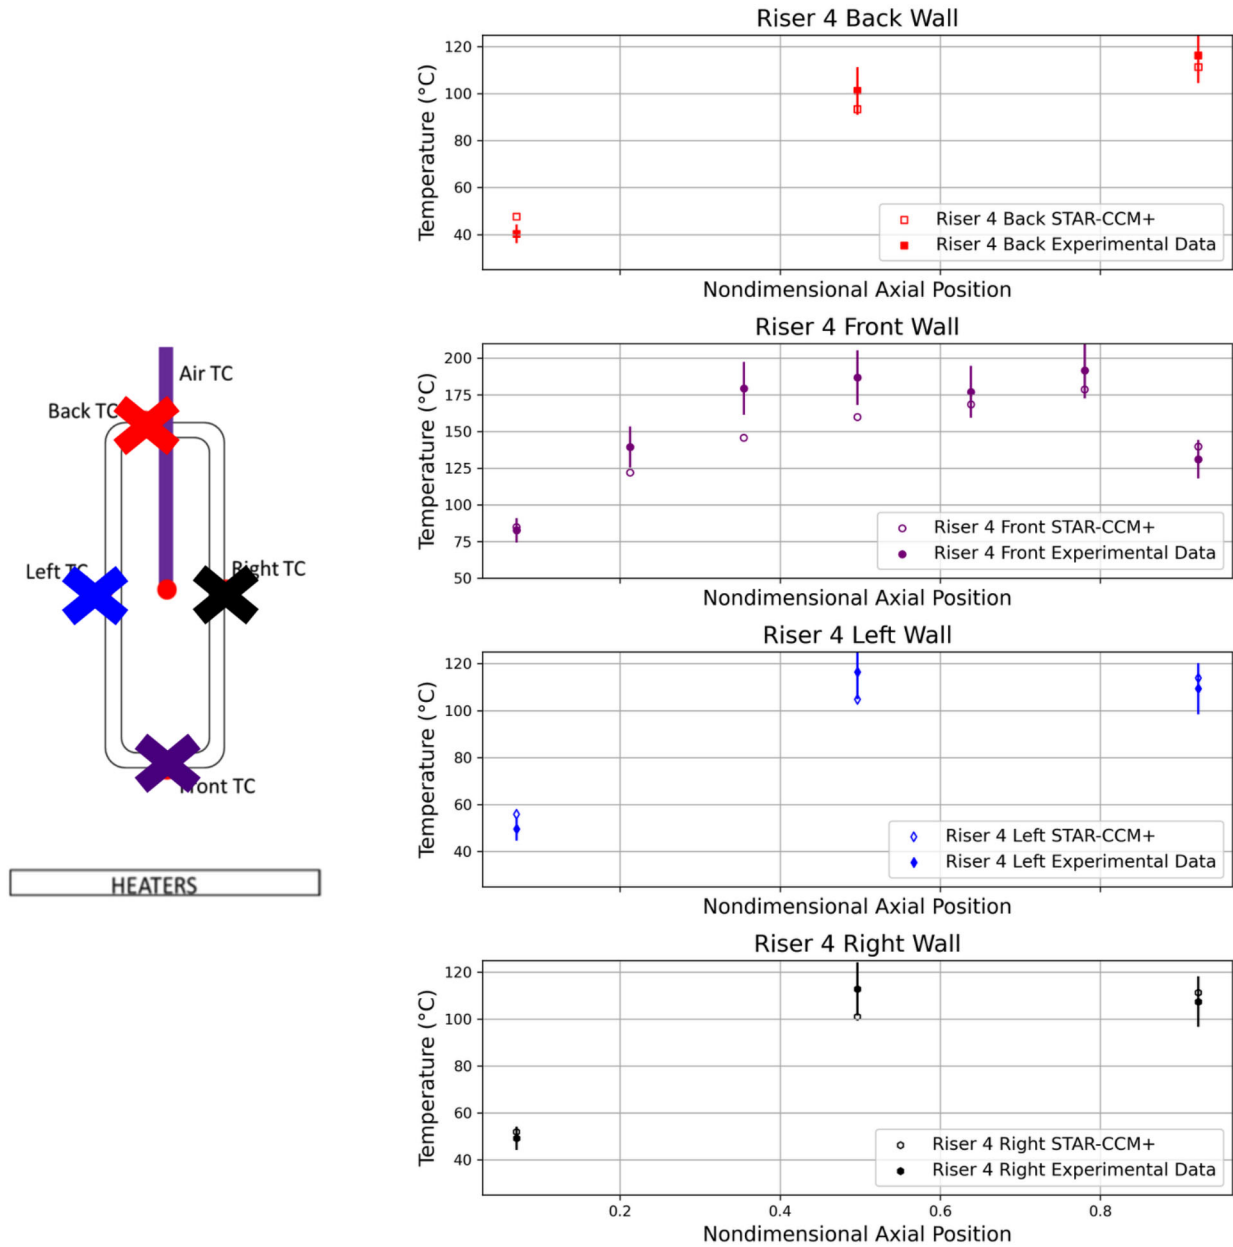 Riser 4 Back Wall
Temperature (°C)
120
100
80
60
40
Riser 4 Back STAR-CCM+
Riser 4 Back Experimental Data
Nondimensional Axial Position
Riser 4 Front Wall
Temperature (°C)
200
175
150
125
100
75
50
Riser 4 Front STAR-CCM+
Riser 4 Front Experimental Data
Nondimensional Axial Position
Air TC
Back TC
Left TC
Right TC
Front TC
HEATERS
Riser 4 Left Wall
Temperature (°C)
120
100
80
60
40
Riser 4 Left STAR-CCM+
Riser 4 Left Experimental Data
Nondimensional Axial Position
Riser 4 Right Wall
Temperature (°C)
120
100
80
60
40
Riser 4 Right STAR-CCM+
Riser 4 Right Experimental Data
0.2 0.4 0.6 0.8
Nondimensional Axial Position